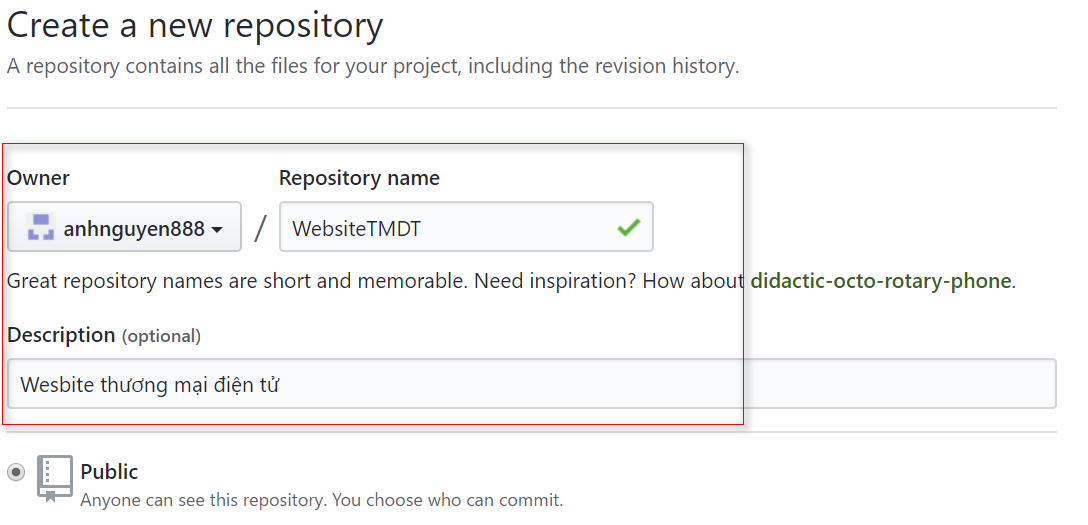 Create a new repository
A repository contains all the files for your project, including the revision history.
Owner
Repository name
anhnguyen888 / WebsiteTMDT
Great repository names are short and memorable. Need inspiration? How about didactic-octo-rotary-phone.
Description (optional)
Wesbite thương mại điện tử
Public
Anyone can see this repository. You choose who can commit.